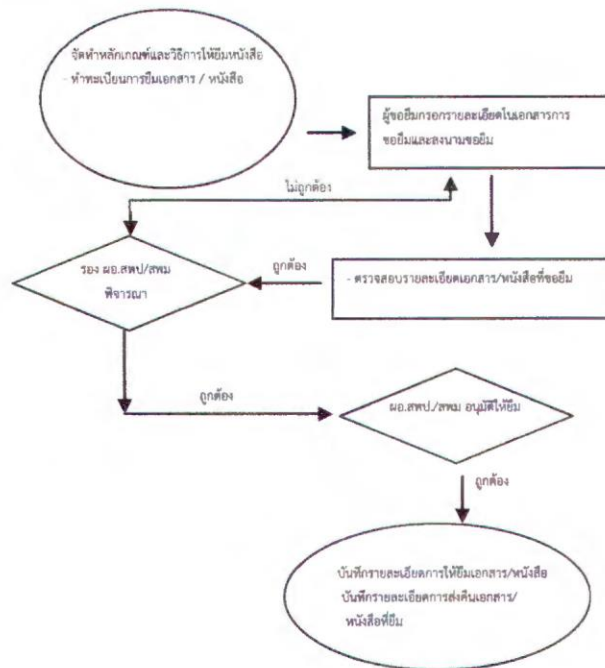 จัดทำหลักเกณฑ์และวิธีการให้ยืมหนังสือ
- ทำทะเบียนการยืมเอกสาร / หนังสือ
ผู้ขอยืมกรอกรายละเอียดในเอกสารการ
ขอยืมและลงนามขอยืม
ไม่ถูกต้อง
รอง ผอ.สพป/สพม
พิจารณา
ถูกต้อง
- ตรวจสอบรายละเอียดเอกสาร/หนังสือที่ขอยืม
ถูกต้อง
ผอ.สพป./สพม อนุมัติให้ยืม
ถูกต้อง
บันทึกรายละเอียดการให้ยืมเอกสาร/หนังสือ
บันทึกรายละเอียดการส่งคืนเอกสาร/
หนังสือที่ยืม